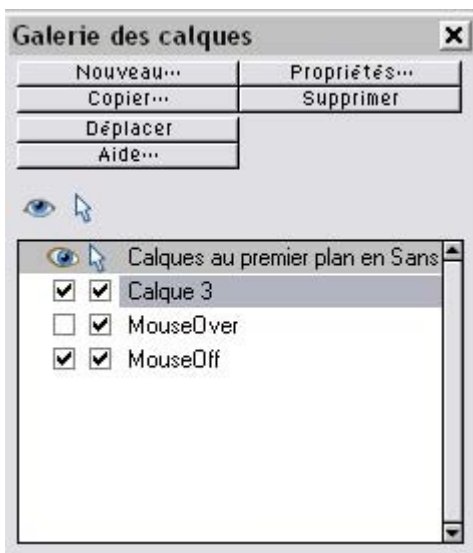 Galerie des calques
Nouveau... Propriétés...
Copier... Supprimer
Déplacer
Aide...
Calques au premier plan en Sans
Calque 3
MouseOver
MouseOff